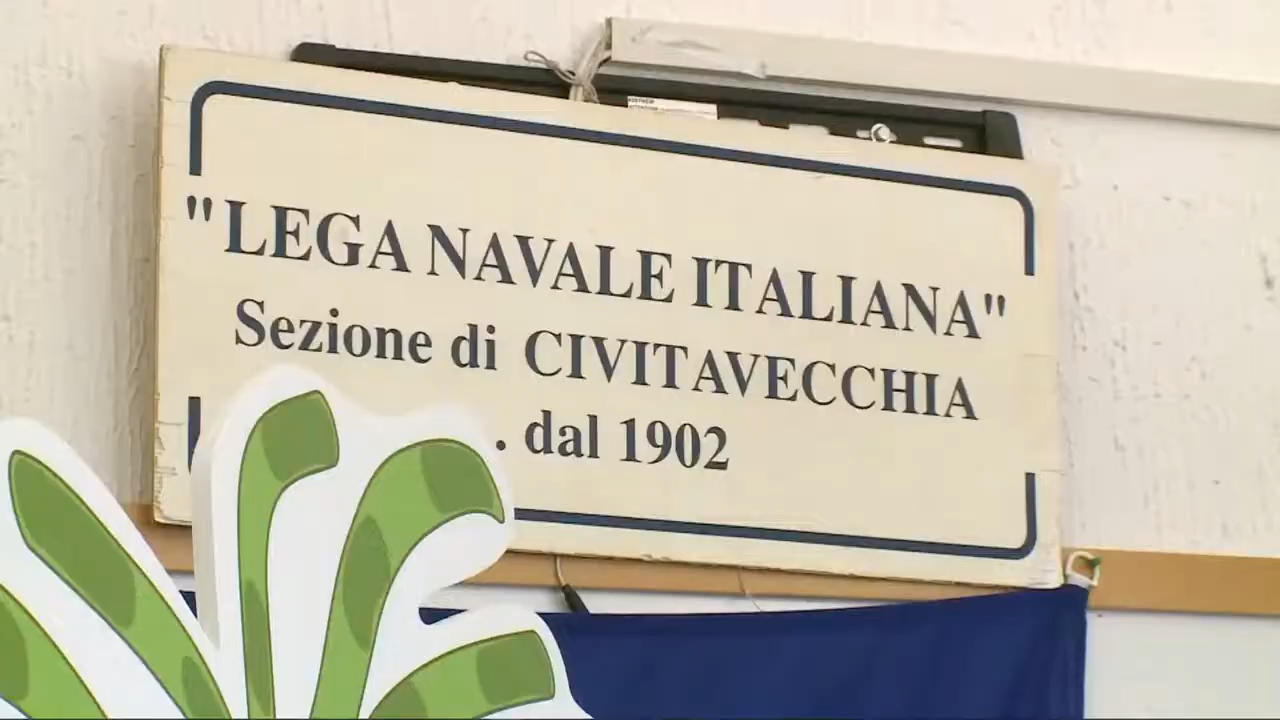 "LEGA NAVALE ITALIANA"
Sezione di CIVITAVECCHIA
. dal 1902